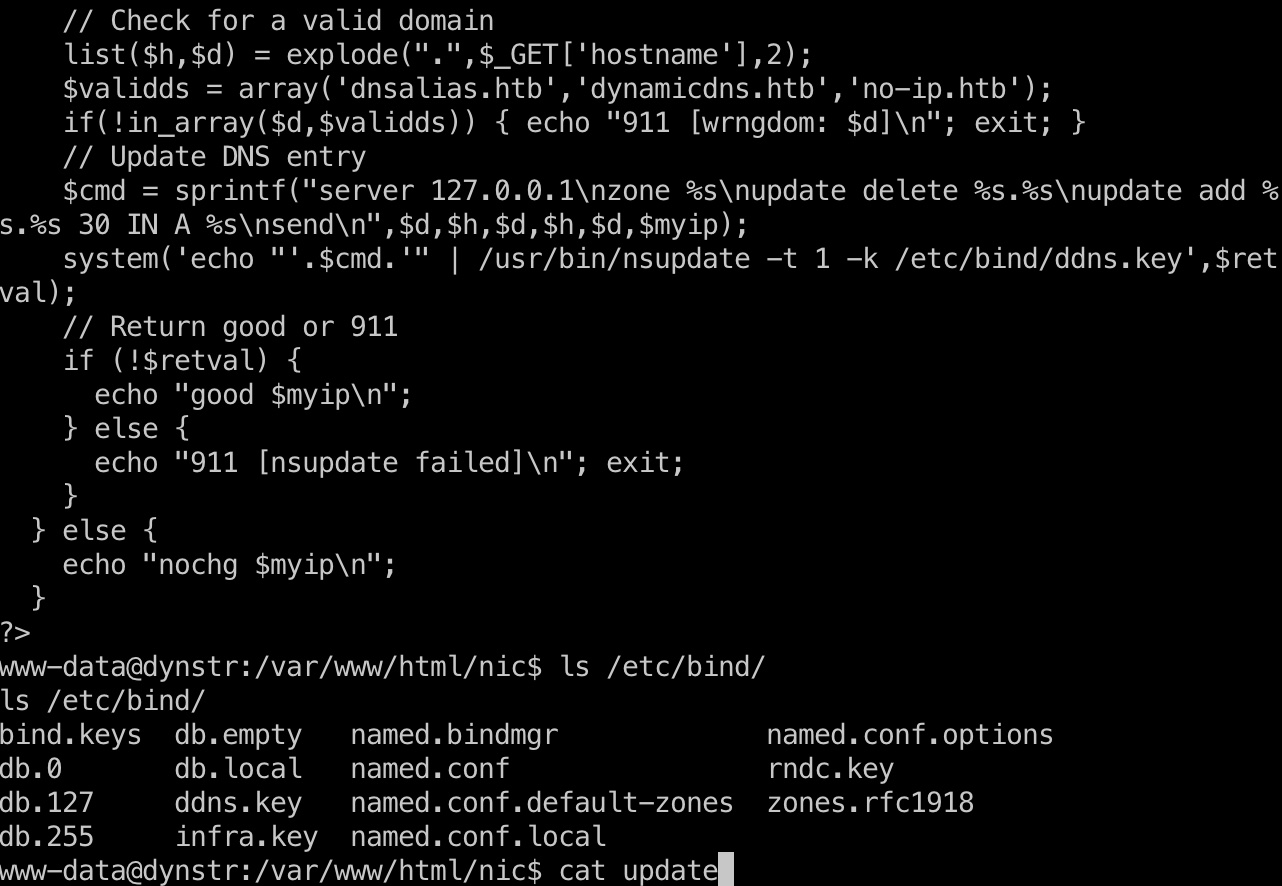 // Check for a valid domain
    list($h,$d) = explode(".",$_GET['hostname'],2);
    $validds = array('dnsalias.htb','dynamicdns.htb','no-ip.htb');
    if(!in_array($d,$validds)) { echo "911 [wrngdom: $d]\n"; exit; }
    // Update DNS entry
    $cmd = sprintf("server 127.0.0.1\nzone %s\nupdate delete %s.%s\nupdate add %
s.%s 30 IN A %s\nsend\n",$d,$h,$d,$h,$d,$myip);
    system('echo "'.$cmd.'" | /usr/bin/nsupdate -t 1 -k /etc/bind/ddns.key',$ret
val);
    // Return good or 911
    if (!$retval) {
      echo "good $myip\n";
    } else {
      echo "911 [nsupdate failed]\n"; exit;
    }
  } else {
    echo "nochg $myip\n";
  }
?>
www-data@dynstr:/var/www/html/nic$ ls /etc/bind/
ls /etc/bind/
bind.keys  db.empty   named.bindmgr             named.conf.options
db.0       db.local   named.conf                rndc.key
db.127     ddns.key   named.conf.default-zones  zones.rfc1918
db.255     infra.key  named.conf.local
www-data@dynstr:/var/www/html/nic$ cat update